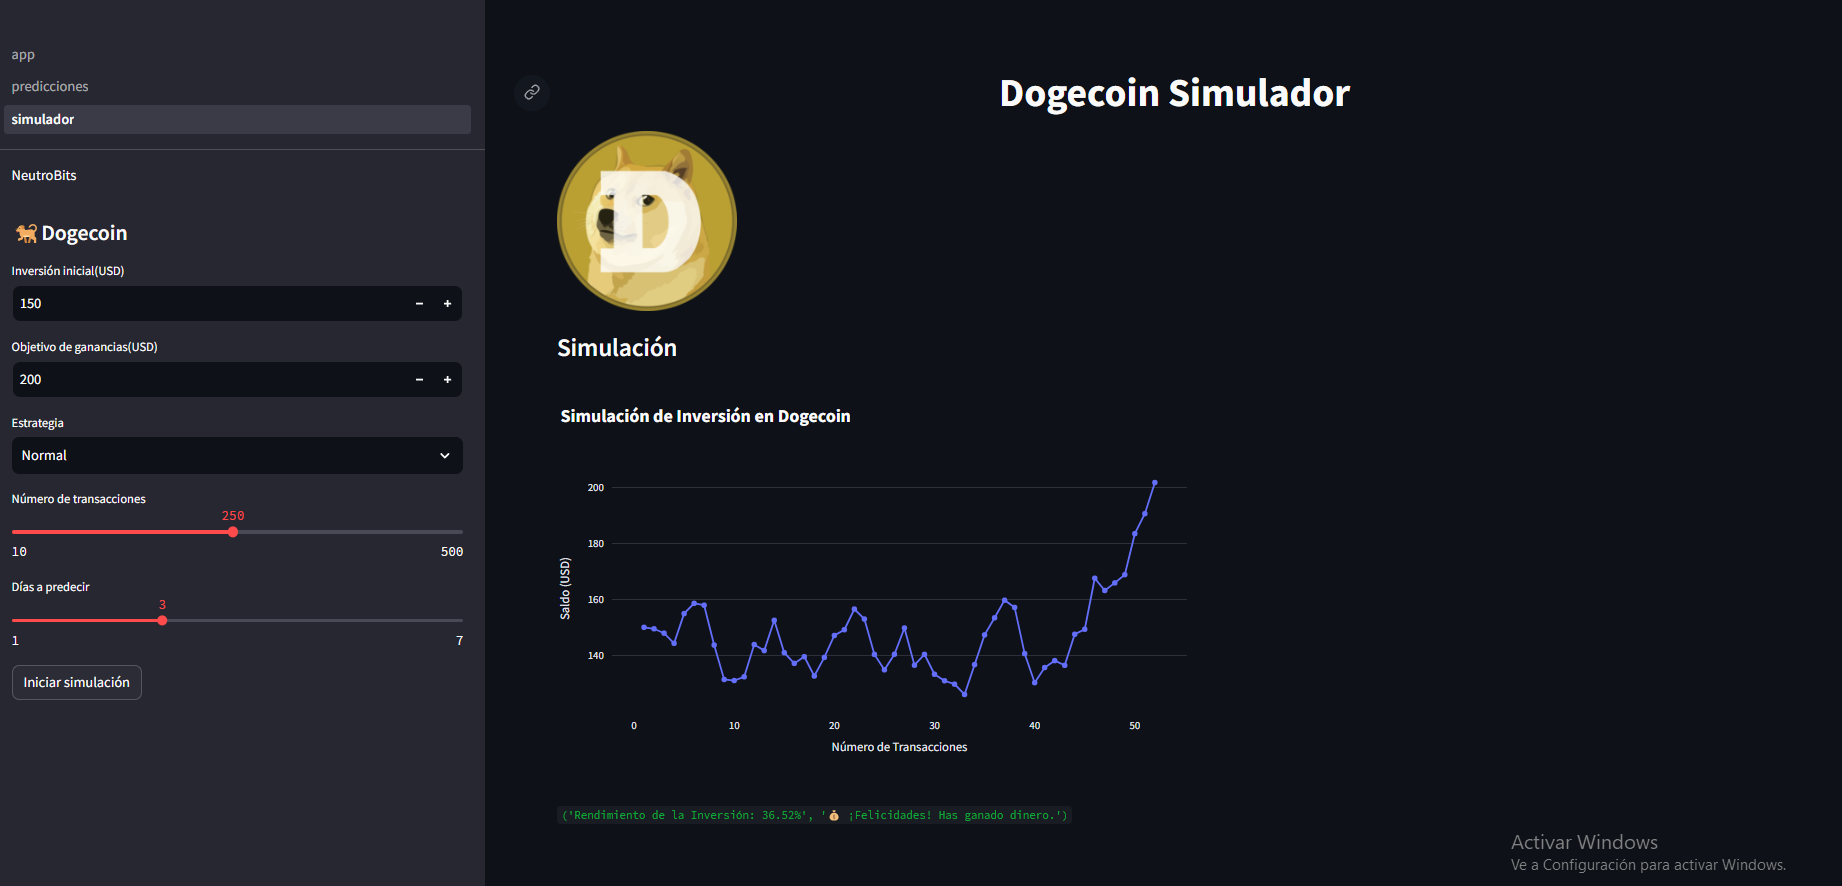 app
predicciones
simulador
NeutroBits
Dogecoin
Inversión inicial(USD)
150
Objetivo de ganancias(USD)
200
Estrategia
Normal
Número de transacciones
250
10 500
Días a predecir
3
1 7
Iniciar simulación
Dogecoin Simulador
D
Simulación
Simulación de Inversión en Dogecoin
200
180
160
140
Saldo (USD)
0 10 20 30 40 50
Número de Transacciones
('Rendimiento de la Inversión: 36.52%', '💰 ¡Felicidades! Has ganado dinero.')
Activar Windows
Ve a Configuración para activar Windows.